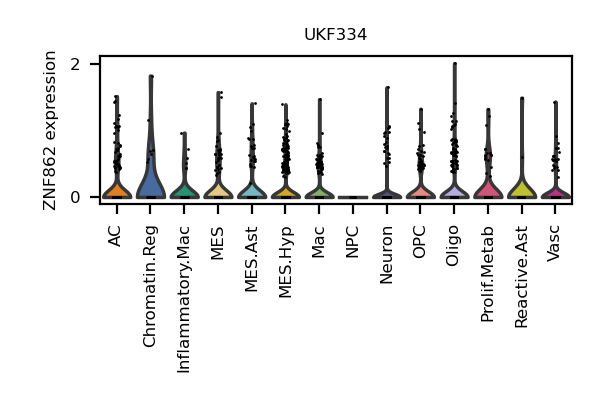 UKF334
ZNF862 expression
2
0
AC
Chromatin.Reg
Inflammatory.Mac
MES
MES.Ast
MES.Hyp
Mac
NPC
Neuron
OPC
Oligo
Prolif.Metab
Reactive.Ast
Vasc